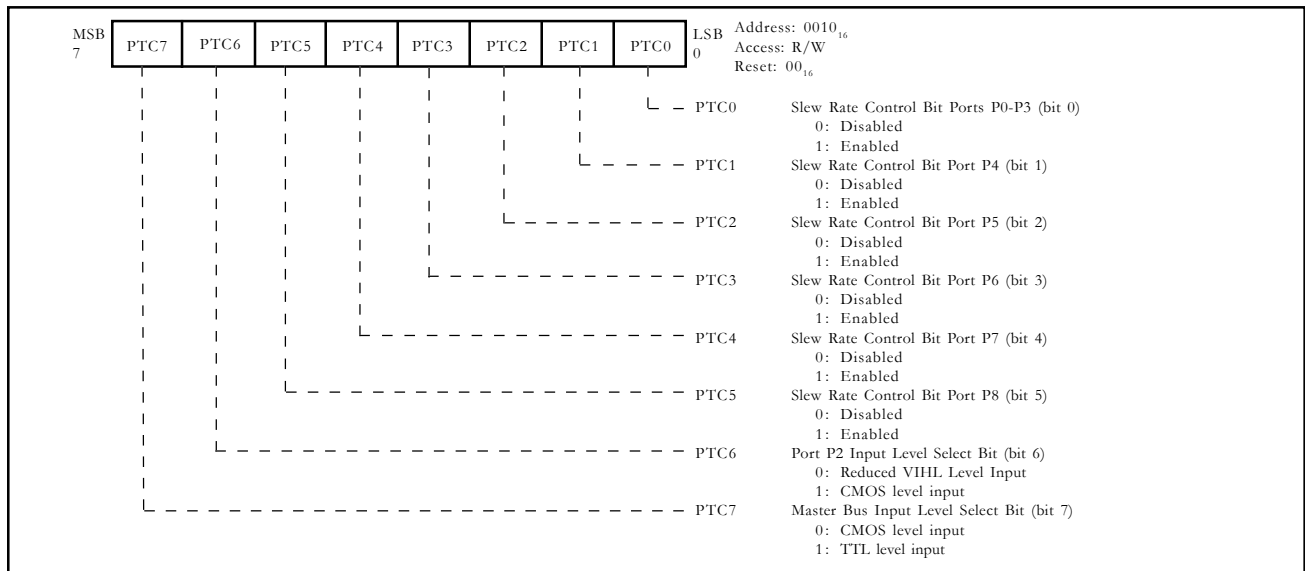 MSB
7
PTC7 PTC6 PTC5 PTC4 PTC3 PTC2 PTC1 PTC0
LSB
0
Address: 0010₁₆
Access: R/W
Reset: 00₁₆
PTC0 Slew Rate Control Bit Ports P0-P3 (bit 0)
0: Disabled
1: Enabled
PTC1 Slew Rate Control Bit Port P4 (bit 1)
0: Disabled
1: Enabled
PTC2 Slew Rate Control Bit Port P5 (bit 2)
0: Disabled
1: Enabled
PTC3 Slew Rate Control Bit Port P6 (bit 3)
0: Disabled
1: Enabled
PTC4 Slew Rate Control Bit Port P7 (bit 4)
0: Disabled
1: Enabled
PTC5 Slew Rate Control Bit Port P8 (bit 5)
0: Disabled
1: Enabled
PTC6 Port P2 Input Level Select Bit (bit 6)
0: Reduced VIHL Level Input
1: CMOS level input
PTC7 Master Bus Input Level Select Bit (bit 7)
0: CMOS level input
1: TTL level input